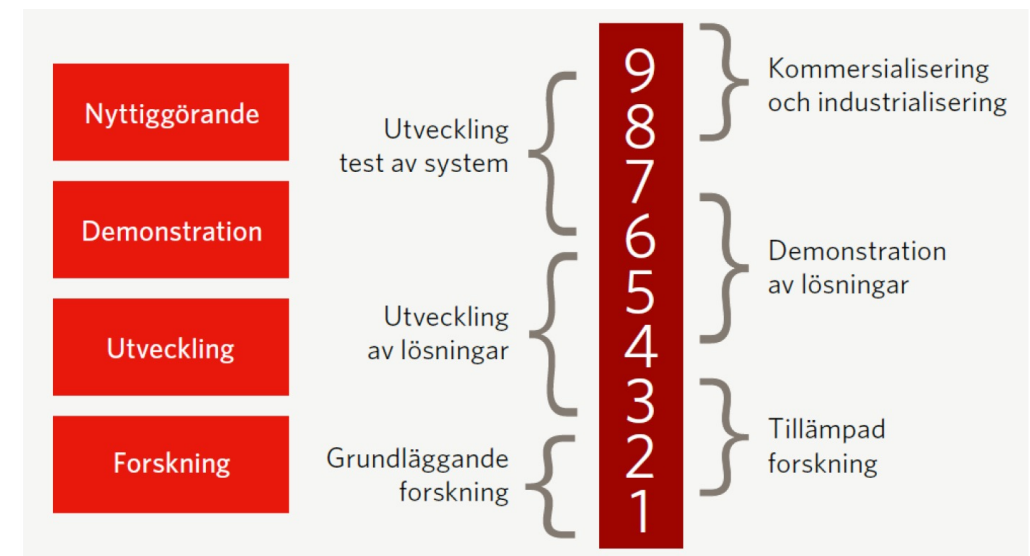 Nyttiggörande
Demonstration
Utveckling
Forskning
Utveckling
test av system
Utveckling
av lösningar
Grundläggande
forskning
9
8
7
6
5
4
3
2
1
Kommersialisering
och industrialisering
Demonstration
av lösningar
Tillämpad
forskning